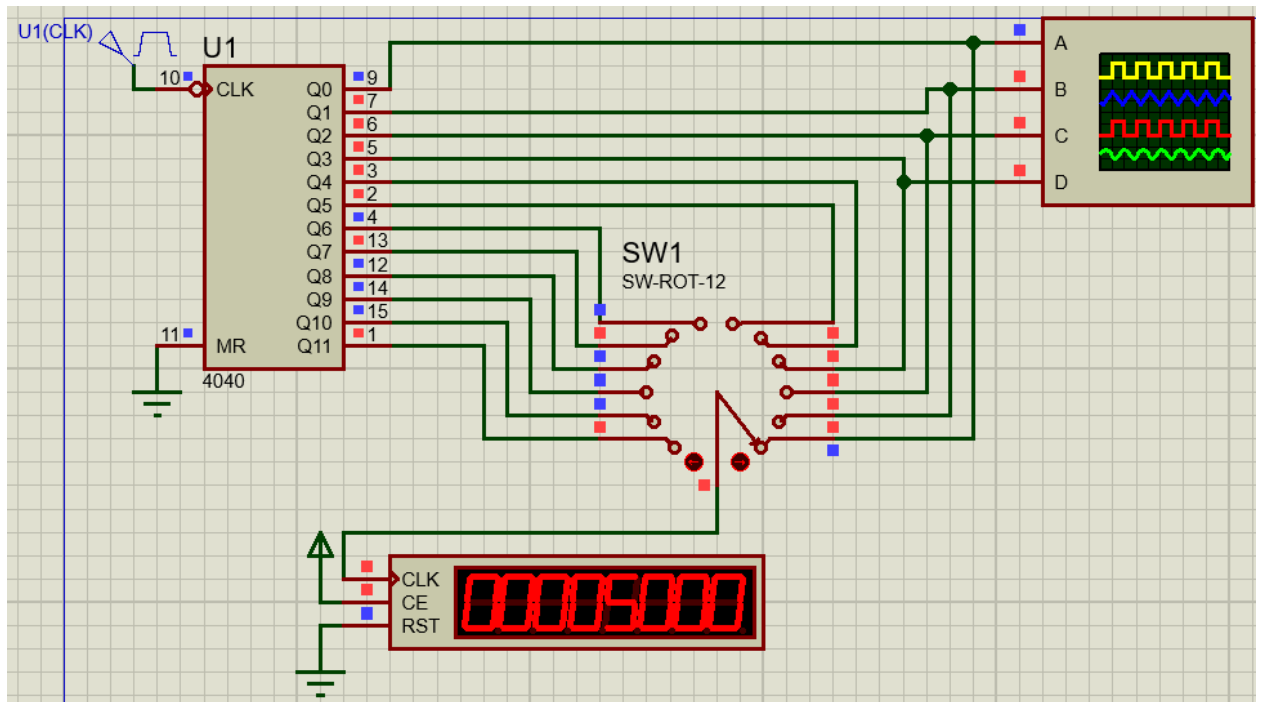 U1(CLK)
U1
10 CLK Q0 9
Q1 7
Q2 6
Q3 5
Q4 3
Q5 2
Q6 4
Q7 13
Q8 12
Q9 14
Q10 15
11 MR Q11 1
4040
A
B
C
D
SW1
SW-ROT-12
CLK
CE
RST
00005000